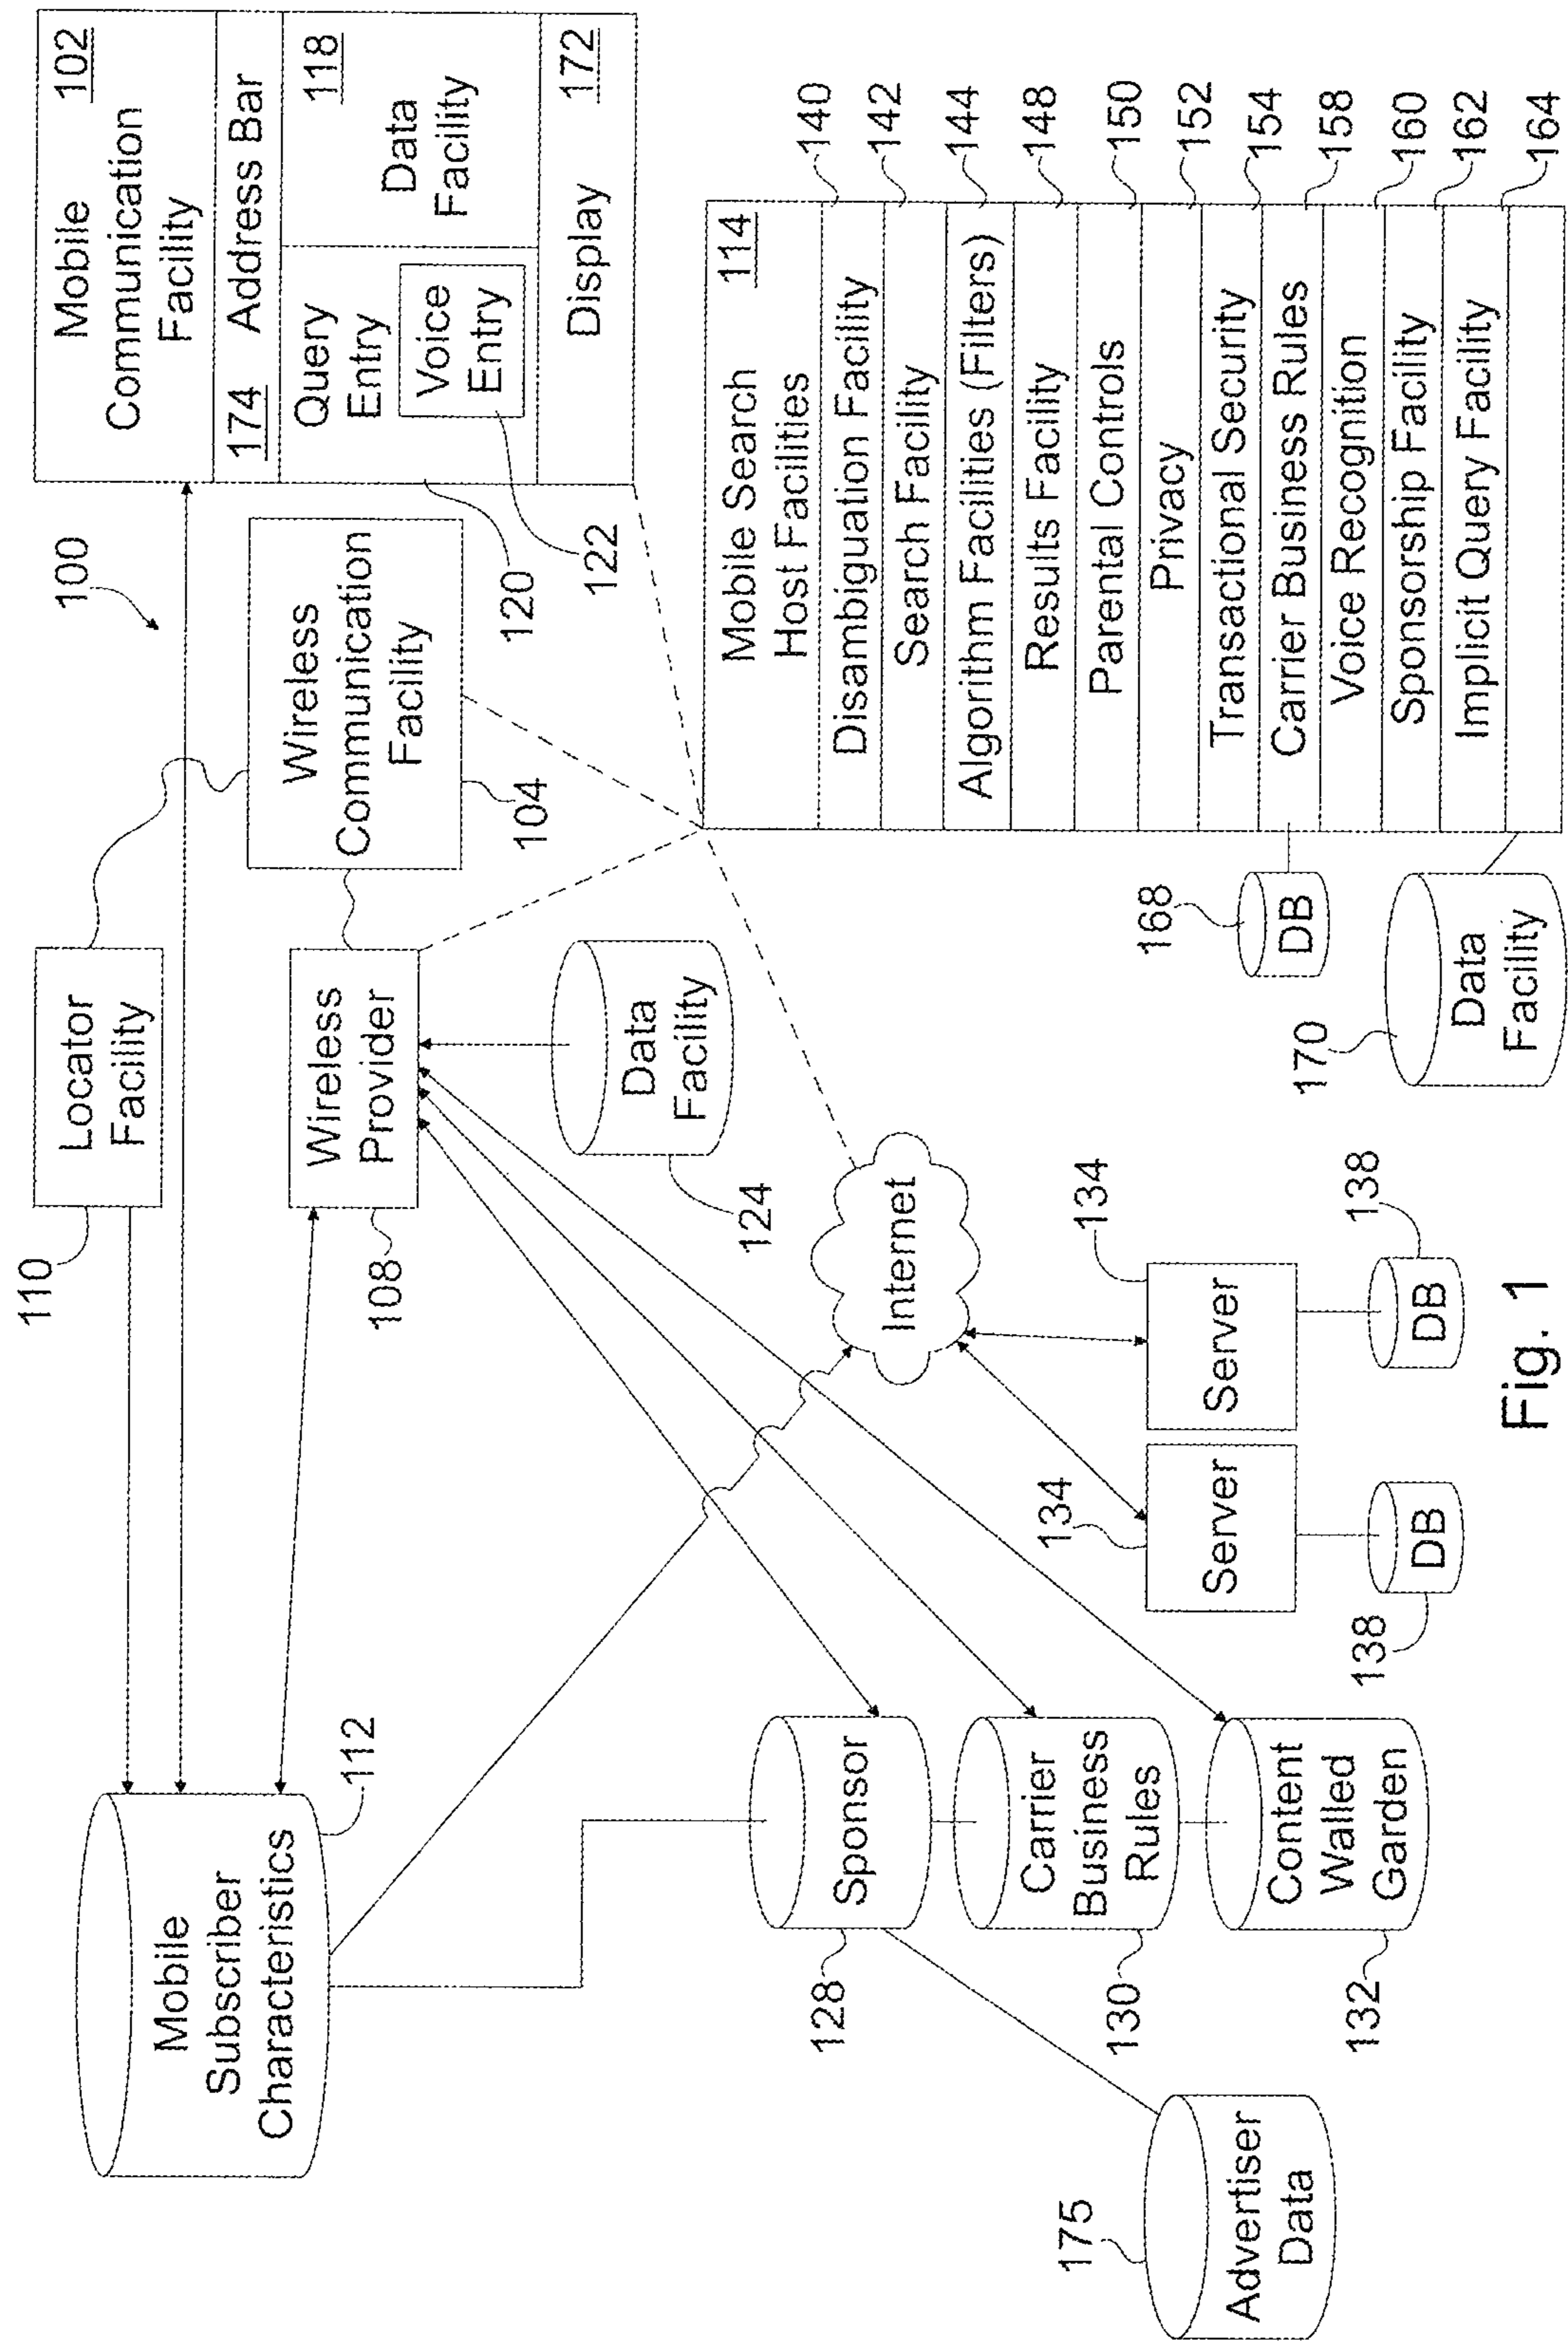 100
Mobile
Communication
Facility
102
174
Address Bar
Query
Entry
Voice
Entry
118
Data
Facility
Display
172
120
122
Wireless
Communication
Facility
104
Locator
Facility
110
Wireless
Provider
108
Data
Facility
124
Mobile
Subscriber
Characteristics
112
Internet
Mobile Search
Host Facilities
114
Disambiguation Facility
140
Search Facility
142
Algorithm Facilities (Filters)
144
Results Facility
148
Parental Controls
150
Privacy
152
Transactional Security
154
Carrier Business Rules
158
Voice Recognition
160
Sponsorship Facility
162
Implicit Query Facility
164
168
DB
170
Data
Facility
Sponsor
128
Carrier
Business
Rules
130
Content
Walled
Garden
132
Advertiser
Data
175
134
Server
134
Server
138
DB
138
DB
Fig. 1